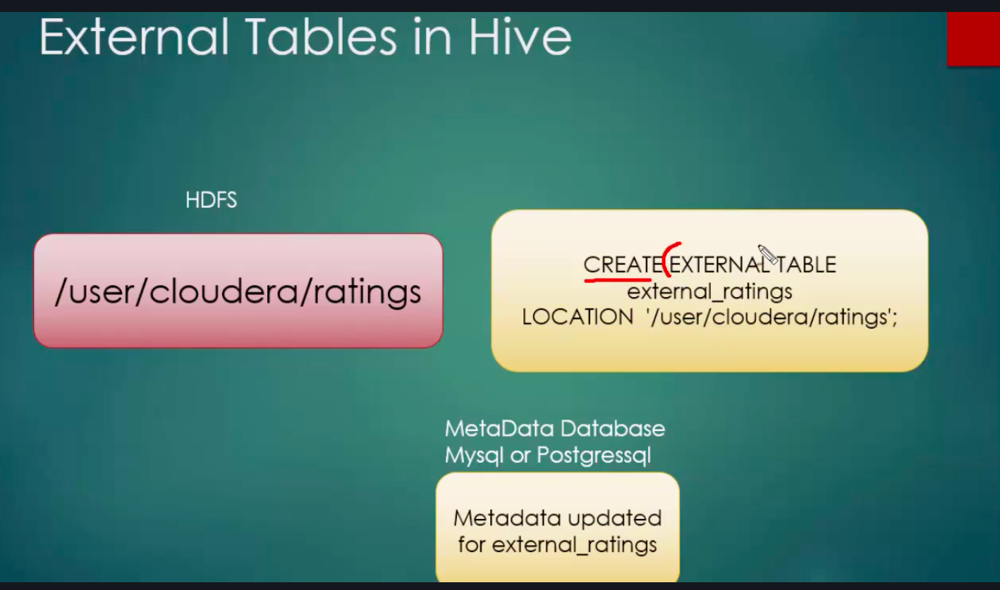 External Tables in Hive
HDFS
/user/cloudera/ratings
CREATE EXTERNAL TABLE
external_ratings
LOCATION '/user/cloudera/ratings';
MetaData Database
Mysql or Postgressql
Metadata updated
for external_ratings